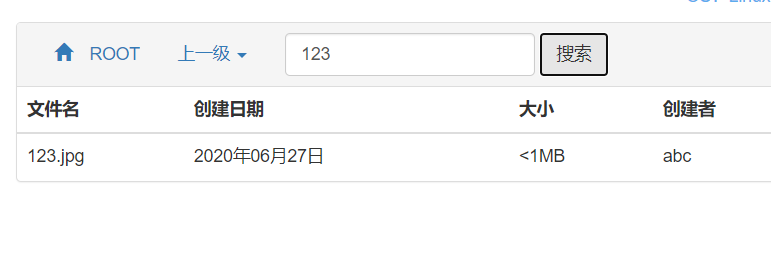 ROOT 上一级 123 搜索
文件名 创建日期 大小 创建者
123.jpg 2020年06月27日 <1MB abc